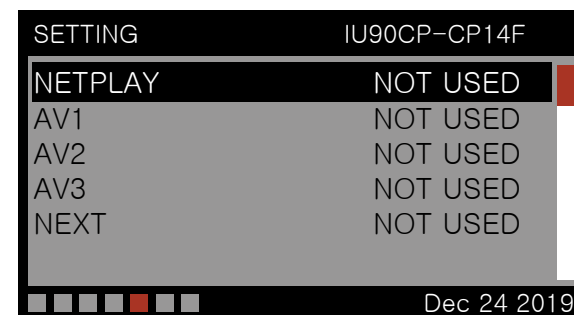 SETTING IU90CP-CP14F
NETPLAY NOT USED
AV1 NOT USED
AV2 NOT USED
AV3 NOT USED
NEXT NOT USED
Dec 24 2019